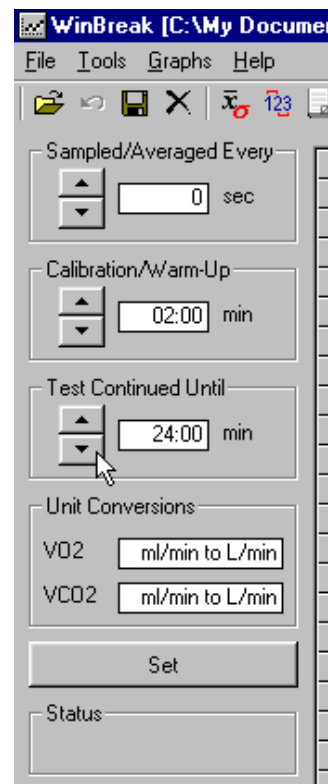 WinBreak [C:\My Documen
File Tools Graphs Help
x̄σ 123
Sampled/Averaged Every
0 sec
Calibration/Warm-Up
02:00 min
Test Continued Until
24:00 min
Unit Conversions
VO2 ml/min to L/min
VCO2 ml/min to L/min
Set
Status